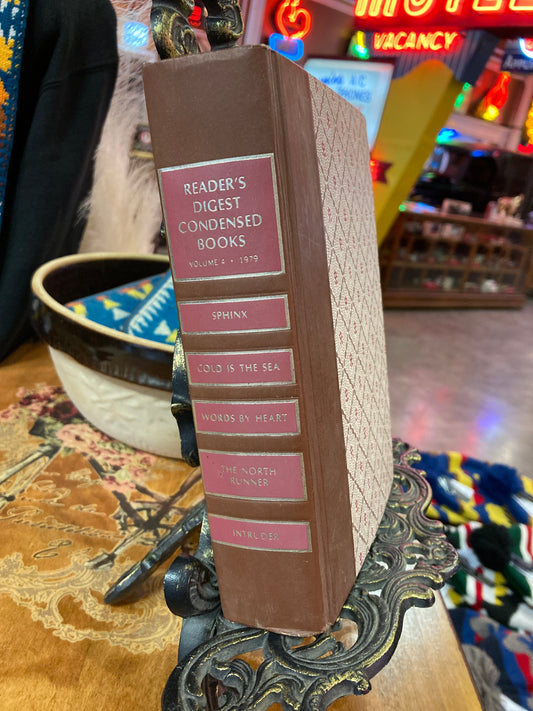 MOTEL
VACANCY
READER'S
DIGEST
CONDENSED
BOOKS
VOLUME 4 • 1979
SPHINX
COLD IS THE SEA
WORDS BY HEART
THE NORTH
RUNNER
INTRUDER